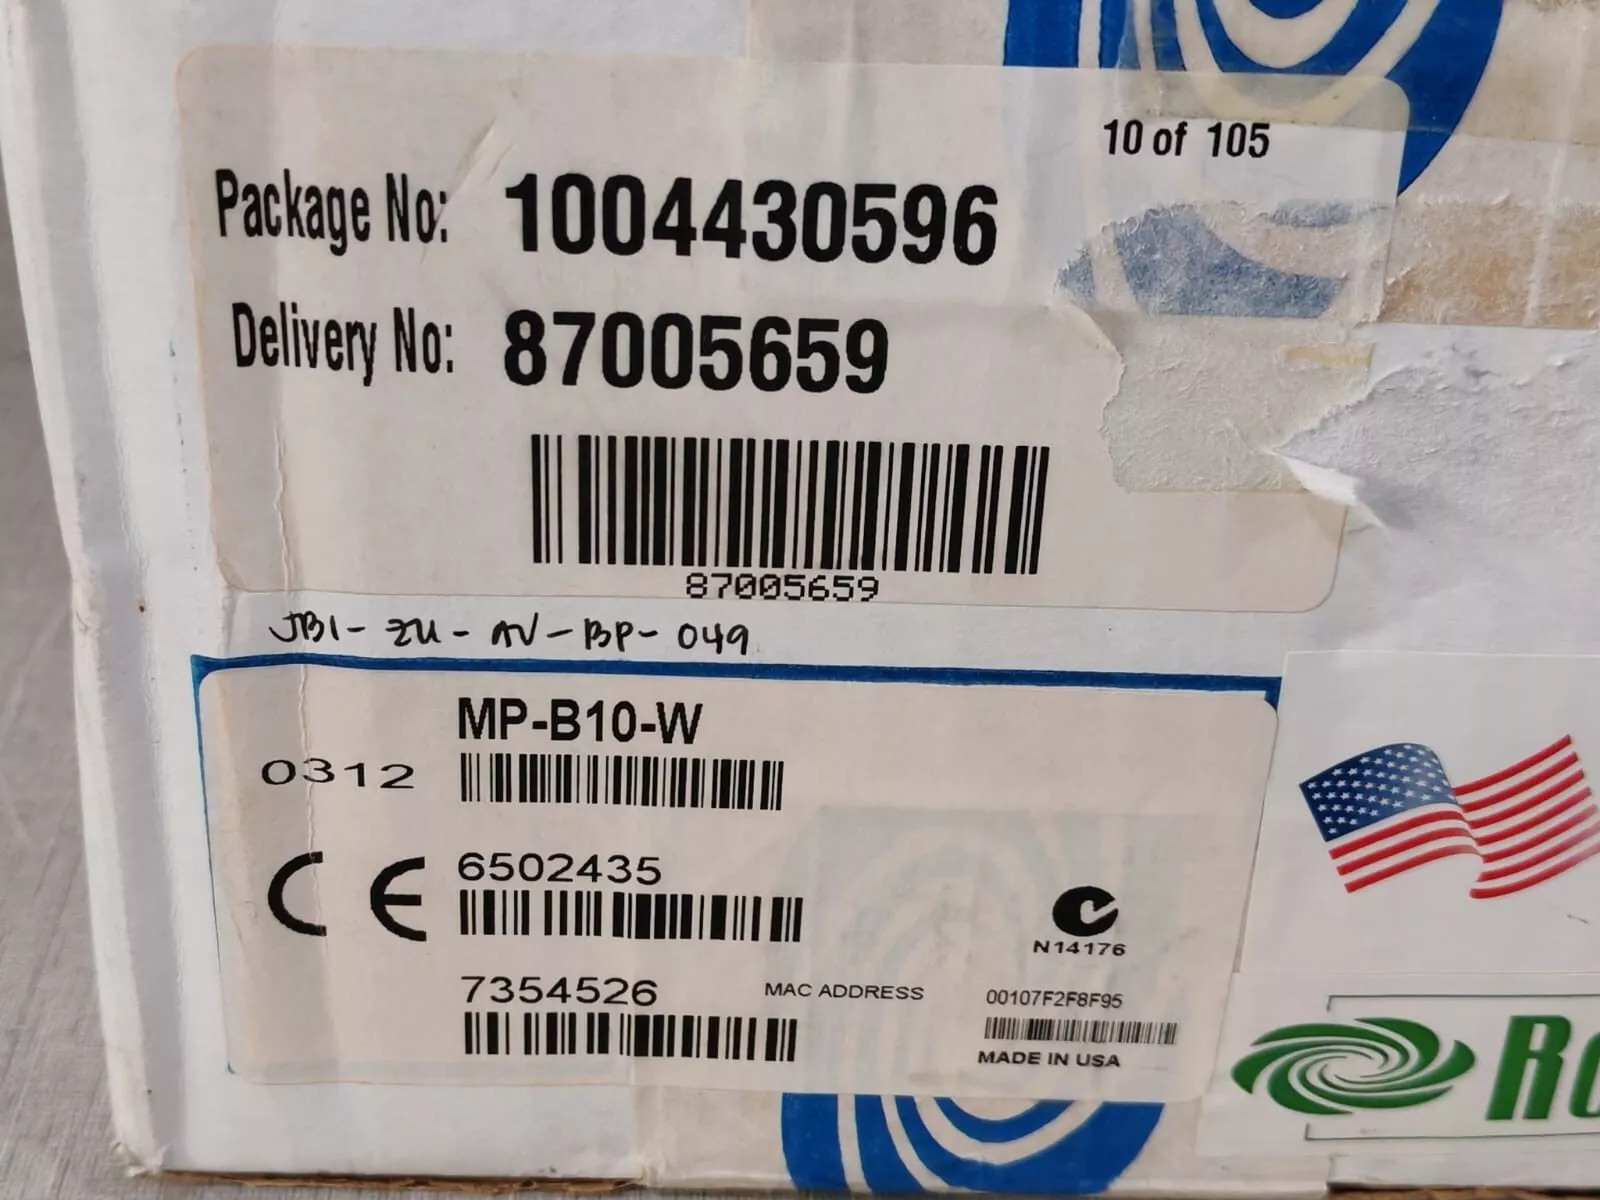 10 of 105
Package No: 1004430596
Delivery No: 87005659
87005659
JB1-ZU-AV-BP-049
MP-B10-W
0312
CE
6502435
N14176
7354526 MAC ADDRESS 00107F2F8F95
MADE IN USA